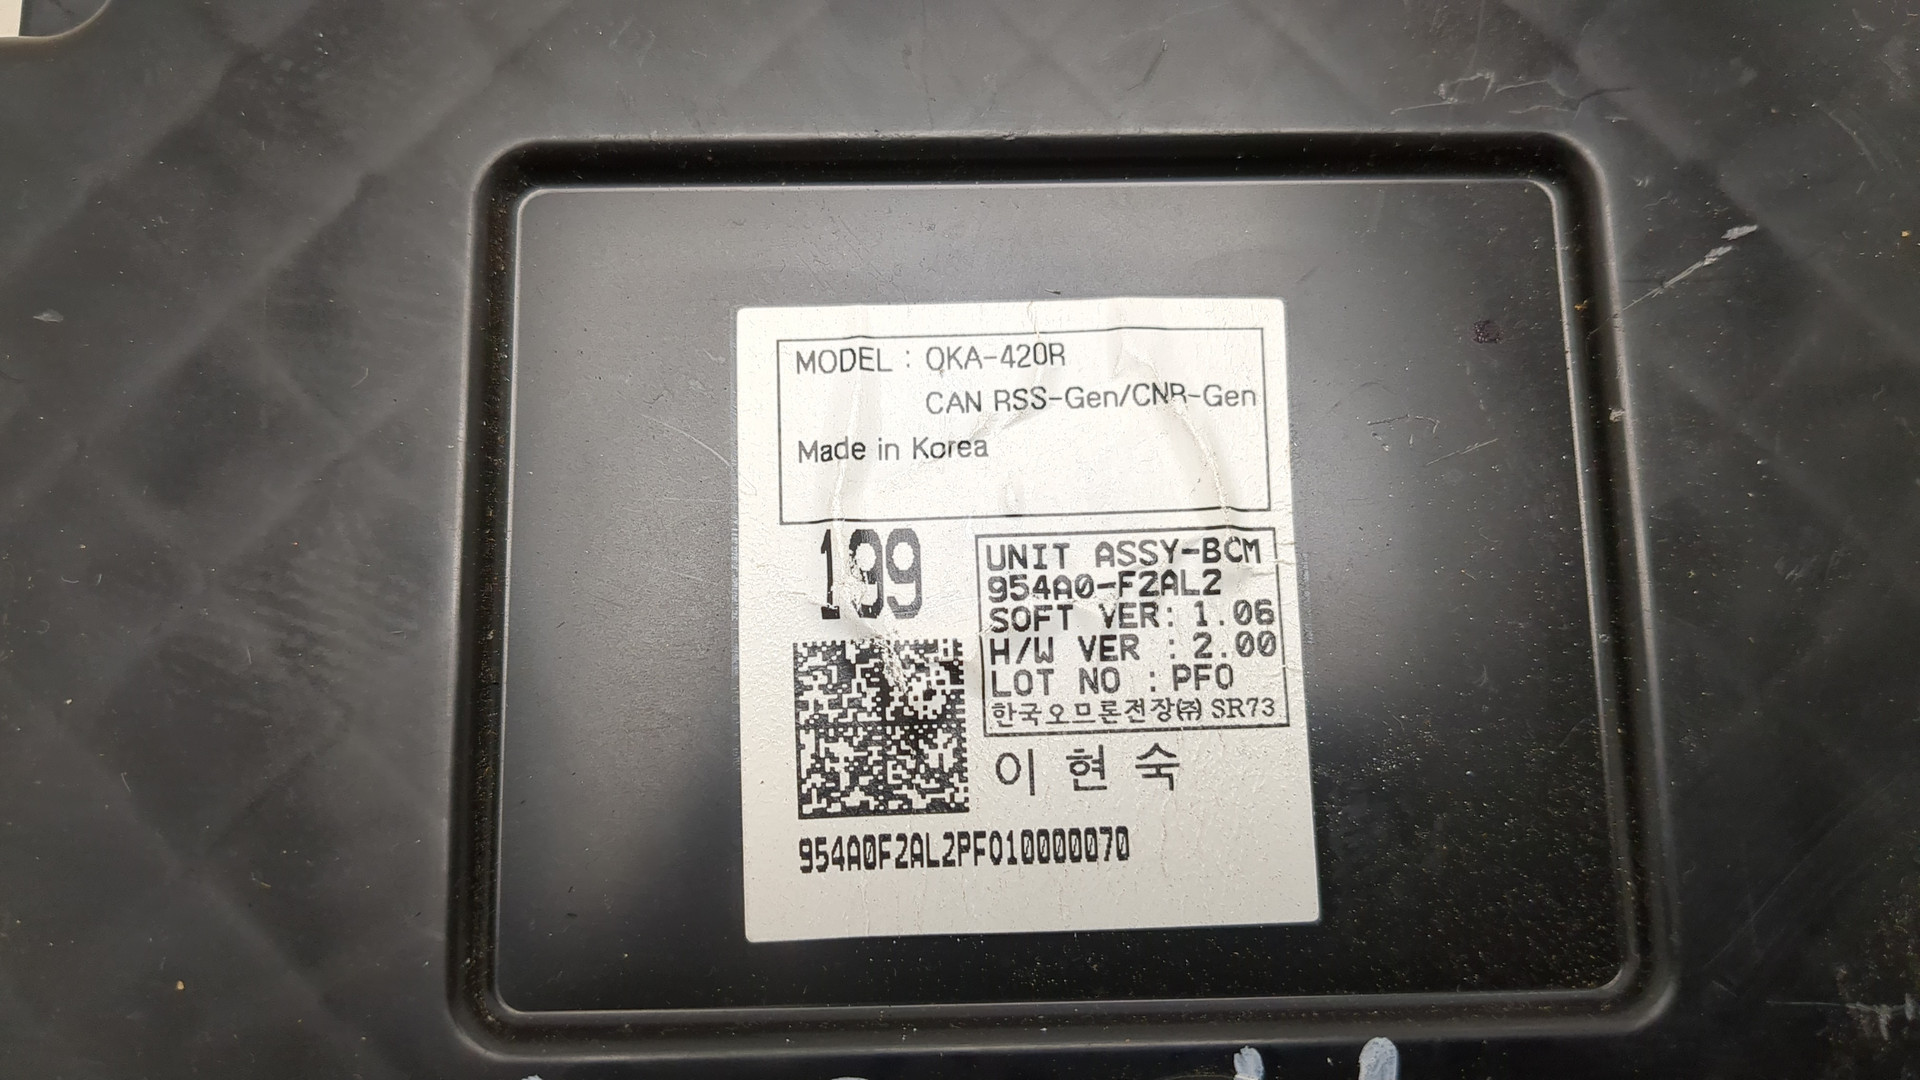 MODEL : OKA-420R
CAN RSS-Gen/CNR-Gen
Made in Korea
199
UNIT ASSY-BCM
954A0-F2AL2
SOFT VER: 1.06
H/W VER : 2.00
LOT NO : PFO
한국오므론전장㈜ SR73
이 현 숙
954A0F2AL2PFO10000070